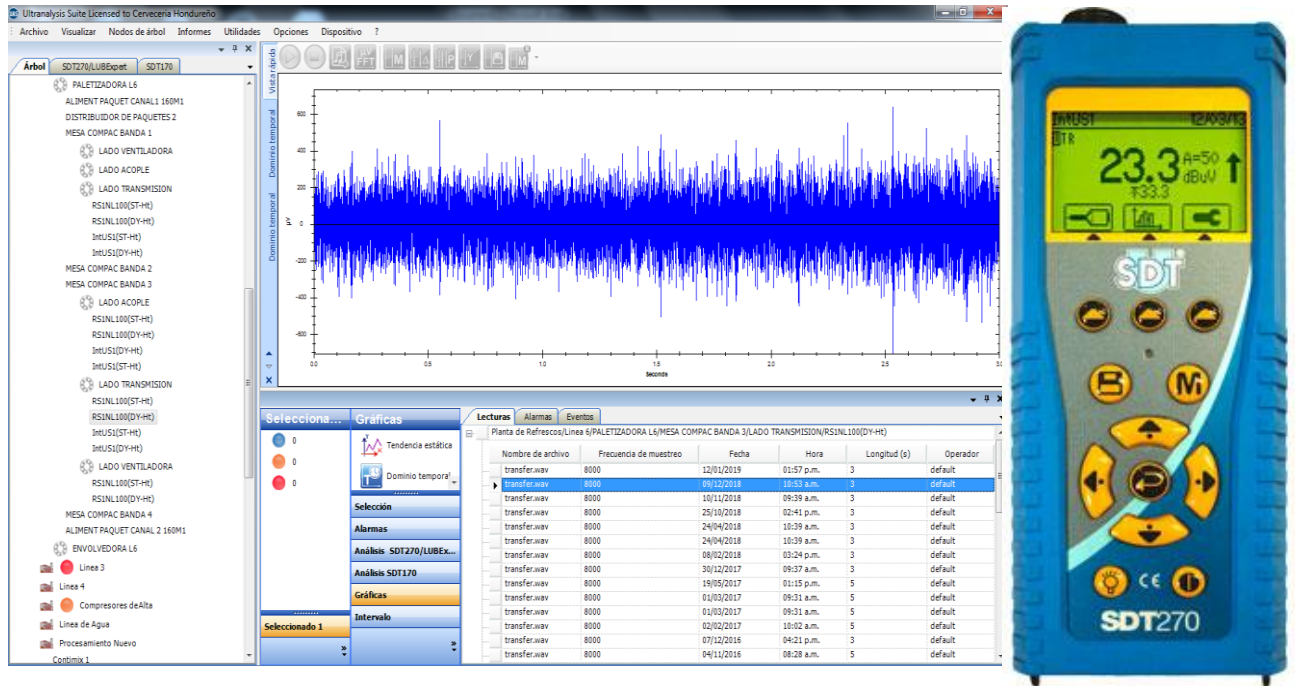 Ultranalysis Suite Licensed to Cerveceria Hondureño
Archivo Visualizar Nodos de árbol Informes Utilidades Opciones Dispositivo ?
Árbol SDT270/LUBExpert SDT170
PALETIZADORA L6
ALIMENT PAQUET CANAL1 160M1
DISTRIBUIDOR DE PAQUETES 2
MESA COMPAC BANDA 1
LADO VENTILADORA
LADO ACOPLE
LADO TRANSMISION
RS1NL100(ST-Ht)
RS1NL100(DY-Ht)
IntUS1(ST-Ht)
IntUS1(DY-Ht)
MESA COMPAC BANDA 2
MESA COMPAC BANDA 3
LADO ACOPLE
RS1NL100(ST-Ht)
RS1NL100(DY-Ht)
IntUS1(DY-Ht)
IntUS1(ST-Ht)
LADO TRANSMISION
RS1NL100(ST-Ht)
RS1NL100(DY-Ht)
IntUS1(ST-Ht)
IntUS1(DY-Ht)
LADO VENTILADORA
RS1NL100(ST-Ht)
RS1NL100(DY-Ht)
MESA COMPAC BANDA 4
ALIMENT PAQUET CANAL 2 160M1
ENVOLVEDORA L6
Linea 3
Linea 4
Compresores deAlta
Linea de Agua
Procesamiento Nuevo
Contimix 1
Vista rápida
Dominio temporal
Dominio temporal
FFT M P Y M
600
400
200
0
-200
-400
-600
µV
0.0 0.5 1.0 1.5 2.0 2.5 3.0
Seconds
Selecciona...
0
0
0
Seleccionado 1
Gráficas
Tendencia estática
Dominio temporal
Selección
Alarmas
Análisis SDT270/LUBEx...
Análisis SDT170
Gráficas
Intervalo
Lecturas Alarmas Eventos
Planta de Refrescos/Linea 6/PALETIZADORA L6/MESA COMPAC BANDA 3/LADO TRANSMISION/RS1NL100(DY-Ht)
Nombre de archivo Frecuencia de muestreo Fecha Hora Longitud (s) Operador
transfer.wav 8000 12/01/2019 01:57 p.m. 3 default
transfer.wav 8000 09/12/2018 10:53 a.m. 3 default
transfer.wav 8000 10/11/2018 09:39 a.m. 3 default
transfer.wav 8000 25/10/2018 02:41 p.m. 3 default
transfer.wav 8000 24/04/2018 10:39 a.m. 3 default
transfer.wav 8000 24/04/2018 10:39 a.m. 3 default
transfer.wav 8000 08/02/2018 03:24 p.m. 3 default
transfer.wav 8000 30/12/2017 09:37 a.m. 3 default
transfer.wav 8000 19/05/2017 01:15 p.m. 5 default
transfer.wav 8000 01/03/2017 09:31 a.m. 5 default
transfer.wav 8000 01/03/2017 09:31 a.m. 5 default
transfer.wav 8000 02/02/2017 10:02 a.m. 5 default
transfer.wav 8000 07/12/2016 04:21 p.m. 3 default
transfer.wav 8000 04/11/2016 08:28 a.m. 5 default
IntUS1 12/03/13
TR
23.3 A=50
dBµV
33.3
SDT
M
CE
SDT270